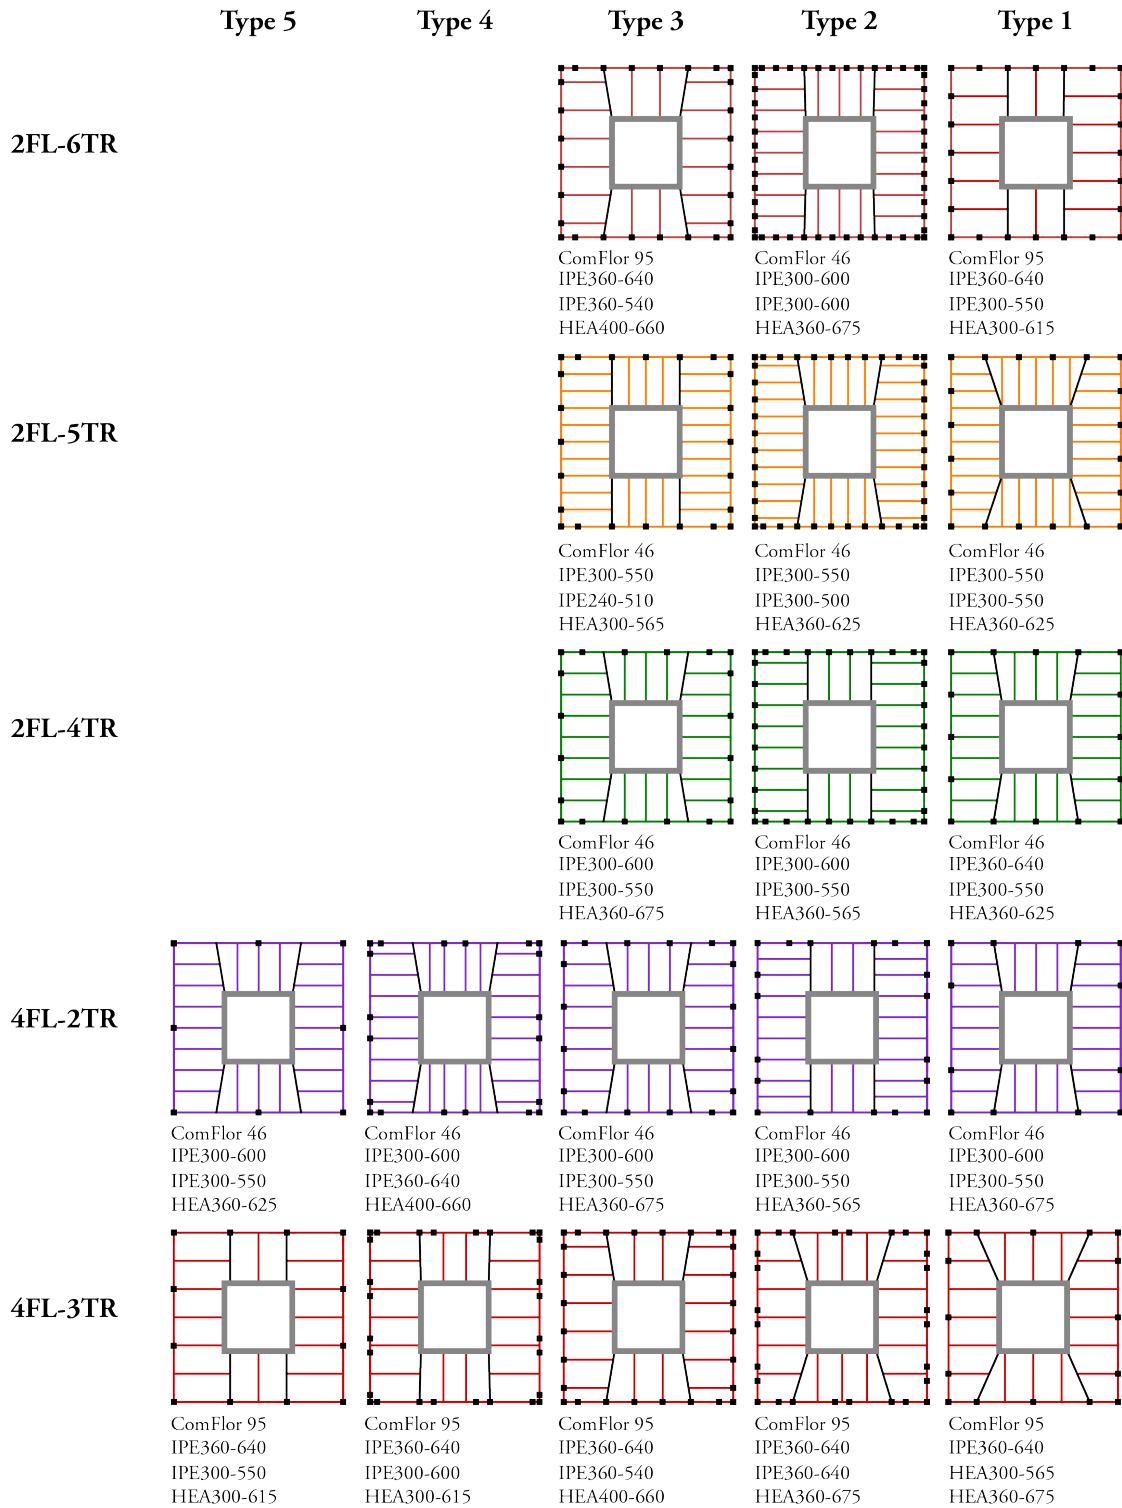 Type 5 Type 4 Type 3 Type 2 Type 1
2FL-6TR
ComFlor 95 ComFlor 46 ComFlor 95
IPE360-640 IPE300-600 IPE360-640
IPE360-540 IPE300-600 IPE300-550
HEA400-660 HEA360-675 HEA300-615
2FL-5TR
ComFlor 46 ComFlor 46 ComFlor 46
IPE300-550 IPE300-550 IPE300-550
IPE240-510 IPE300-500 IPE300-550
HEA300-565 HEA360-625 HEA360-625
2FL-4TR
ComFlor 46 ComFlor 46 ComFlor 46
IPE300-600 IPE300-600 IPE360-640
IPE300-550 IPE300-550 IPE300-550
HEA360-675 HEA360-565 HEA360-625
4FL-2TR
ComFlor 46 ComFlor 46 ComFlor 46 ComFlor 46 ComFlor 46
IPE300-600 IPE300-600 IPE300-600 IPE300-600 IPE300-600
IPE300-550 IPE360-640 IPE300-550 IPE300-550 IPE300-550
HEA360-625 HEA400-660 HEA360-675 HEA360-565 HEA360-675
4FL-3TR
ComFlor 95 ComFlor 95 ComFlor 95 ComFlor 95 ComFlor 95
IPE360-640 IPE360-640 IPE360-640 IPE360-640 IPE360-640
IPE300-550 IPE300-600 IPE360-540 IPE360-640 HEA300-565
HEA300-615 HEA300-615 HEA400-660 HEA360-675 HEA360-675